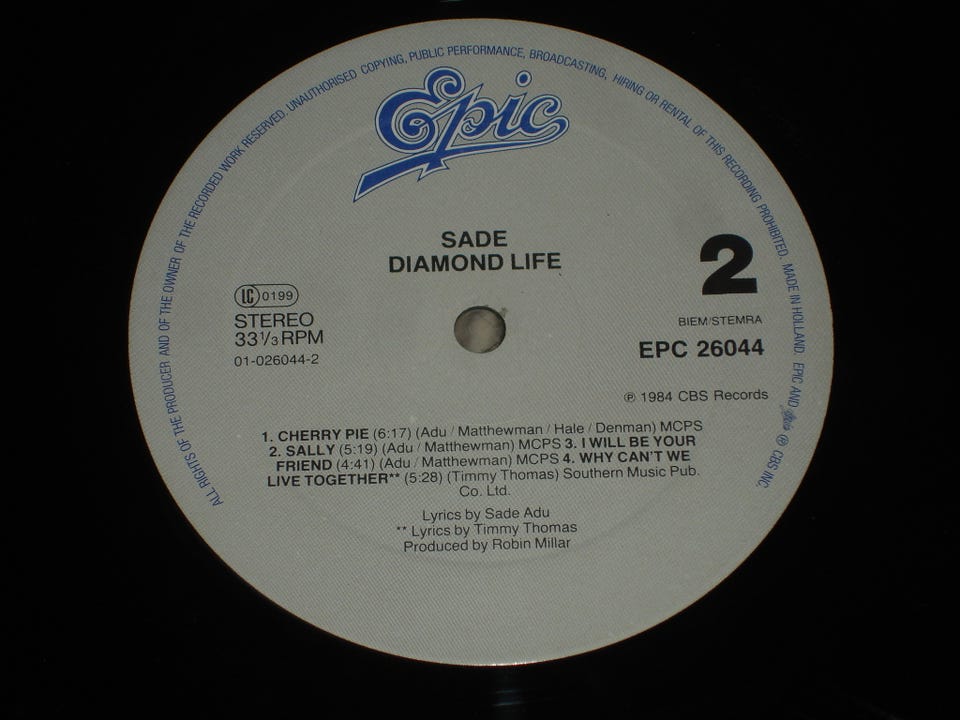 ALL RIGHTS OF THE PRODUCER AND OF THE OWNER OF THE RECORDED WORK RESERVED. UNAUTHORISED COPYING, PUBLIC PERFORMANCE, BROADCASTING, HIRING OR RENTAL OF THIS RECORDING PROHIBITED. MADE IN HOLLAND. EPIC AND Epic ® CBS INC.
Epic
SADE
DIAMOND LIFE
2
LC 0199
STEREO
33 1/3 RPM
01-026044-2
BIEM/STEMRA
EPC 26044
℗ 1984 CBS Records
1. CHERRY PIE (6:17) (Adu / Matthewman / Hale / Denman) MCPS
2. SALLY (5:19) (Adu / Matthewman) MCPS 3. I WILL BE YOUR
FRIEND (4:41) (Adu / Matthewman) MCPS 4. WHY CAN'T WE
LIVE TOGETHER** (5:28) (Timmy Thomas) Southern Music Pub.
Co. Ltd.
Lyrics by Sade Adu
** Lyrics by Timmy Thomas
Produced by Robin Millar